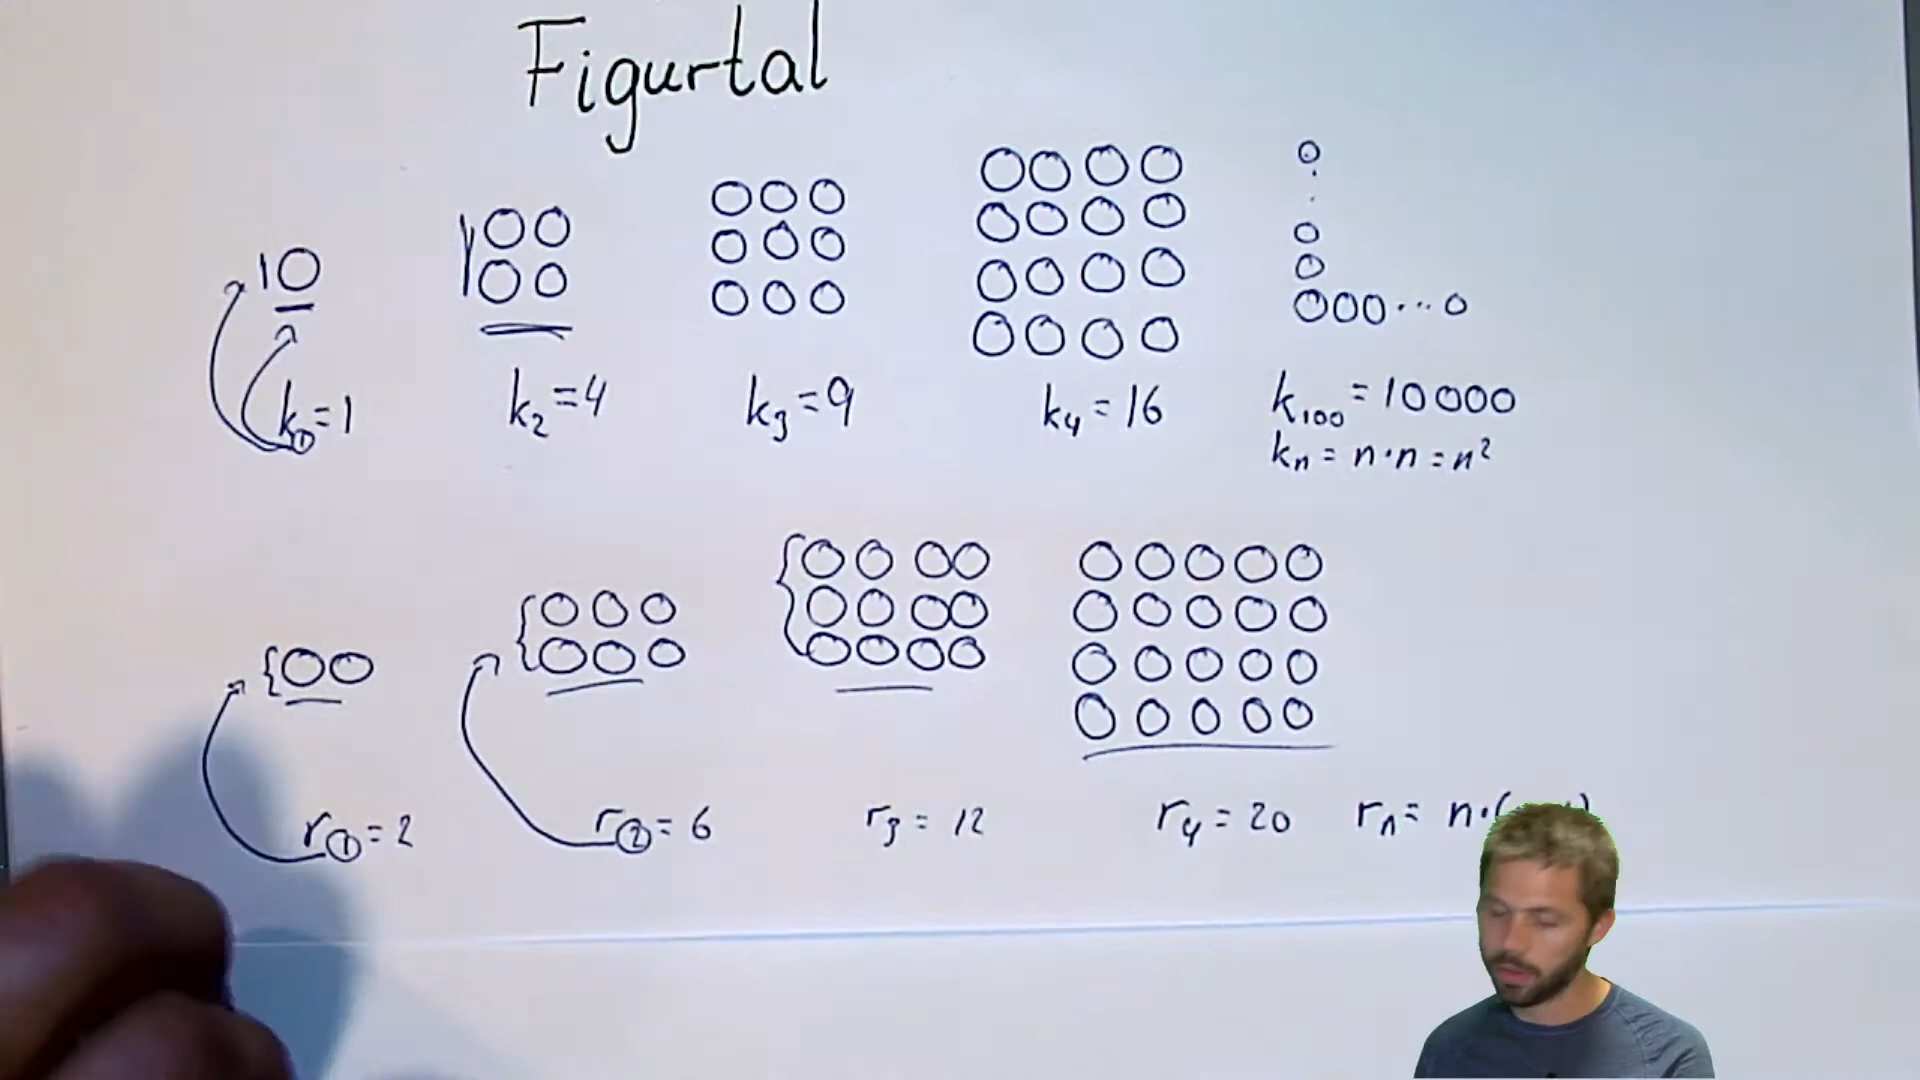 Figurtal
k₁=1
k₂=4
k₃=9
k₄=16
k₁₀₀=10000
kₙ=n·n=n²
r₁=2
r₂=6
r₃=12
r₄=20
rₙ=n·(